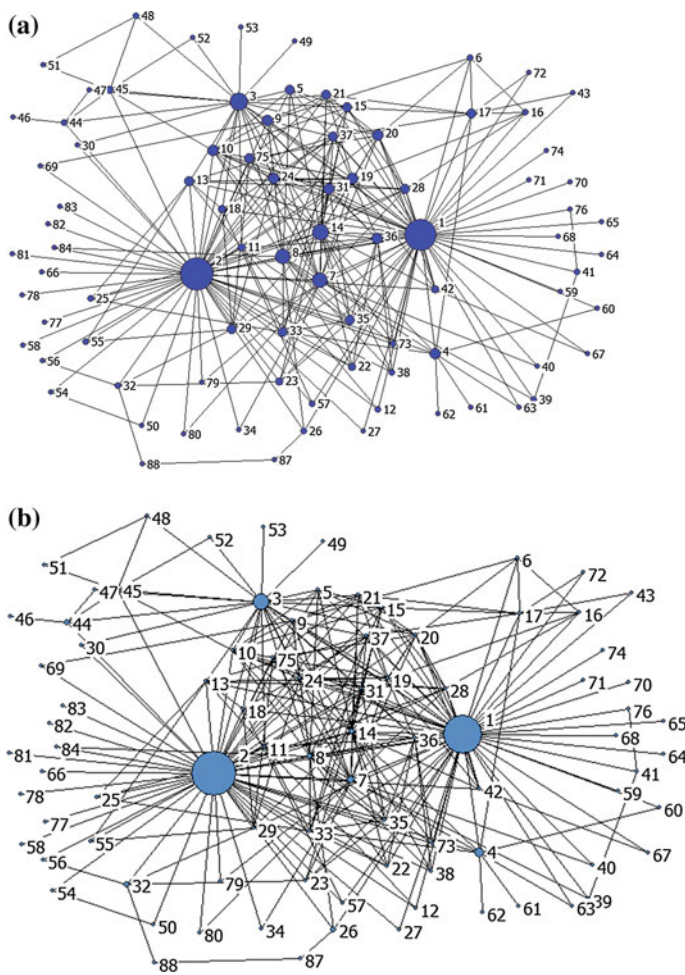 (a)
48 53
52 3 49
51 5 21 6 72
47 45 15 43
46 44 9 17 16
37 20
30 10 75 74
69 24 19
13 31 28 71 70
83 18 76
82 14 1 65
11 8 36 68
84 2 64
81 66 7 41
78 25 42 59
77 35 60
55 29 33
58 73 4 67
56 22
32 79 23 38 40
54 57 39
50 12 62 61 63
80 34 26 27
88 87
(b)
48 53
52 49
51 6 72
47 45 3 5 21 43
15 17 16
46 44 9 37 20
30 10 75 74
69 24 19
13 31 28 71 70
83 18 76
82 14 1 65
11 36 68
84 2 8 64
81 66 7 41
78 25 42 59
77 35 60
55 29 33
58 73 4 67
56 22
32 79 23 38 40
54 57 39
50 12 62 61 63
80 34 26 27
88 87